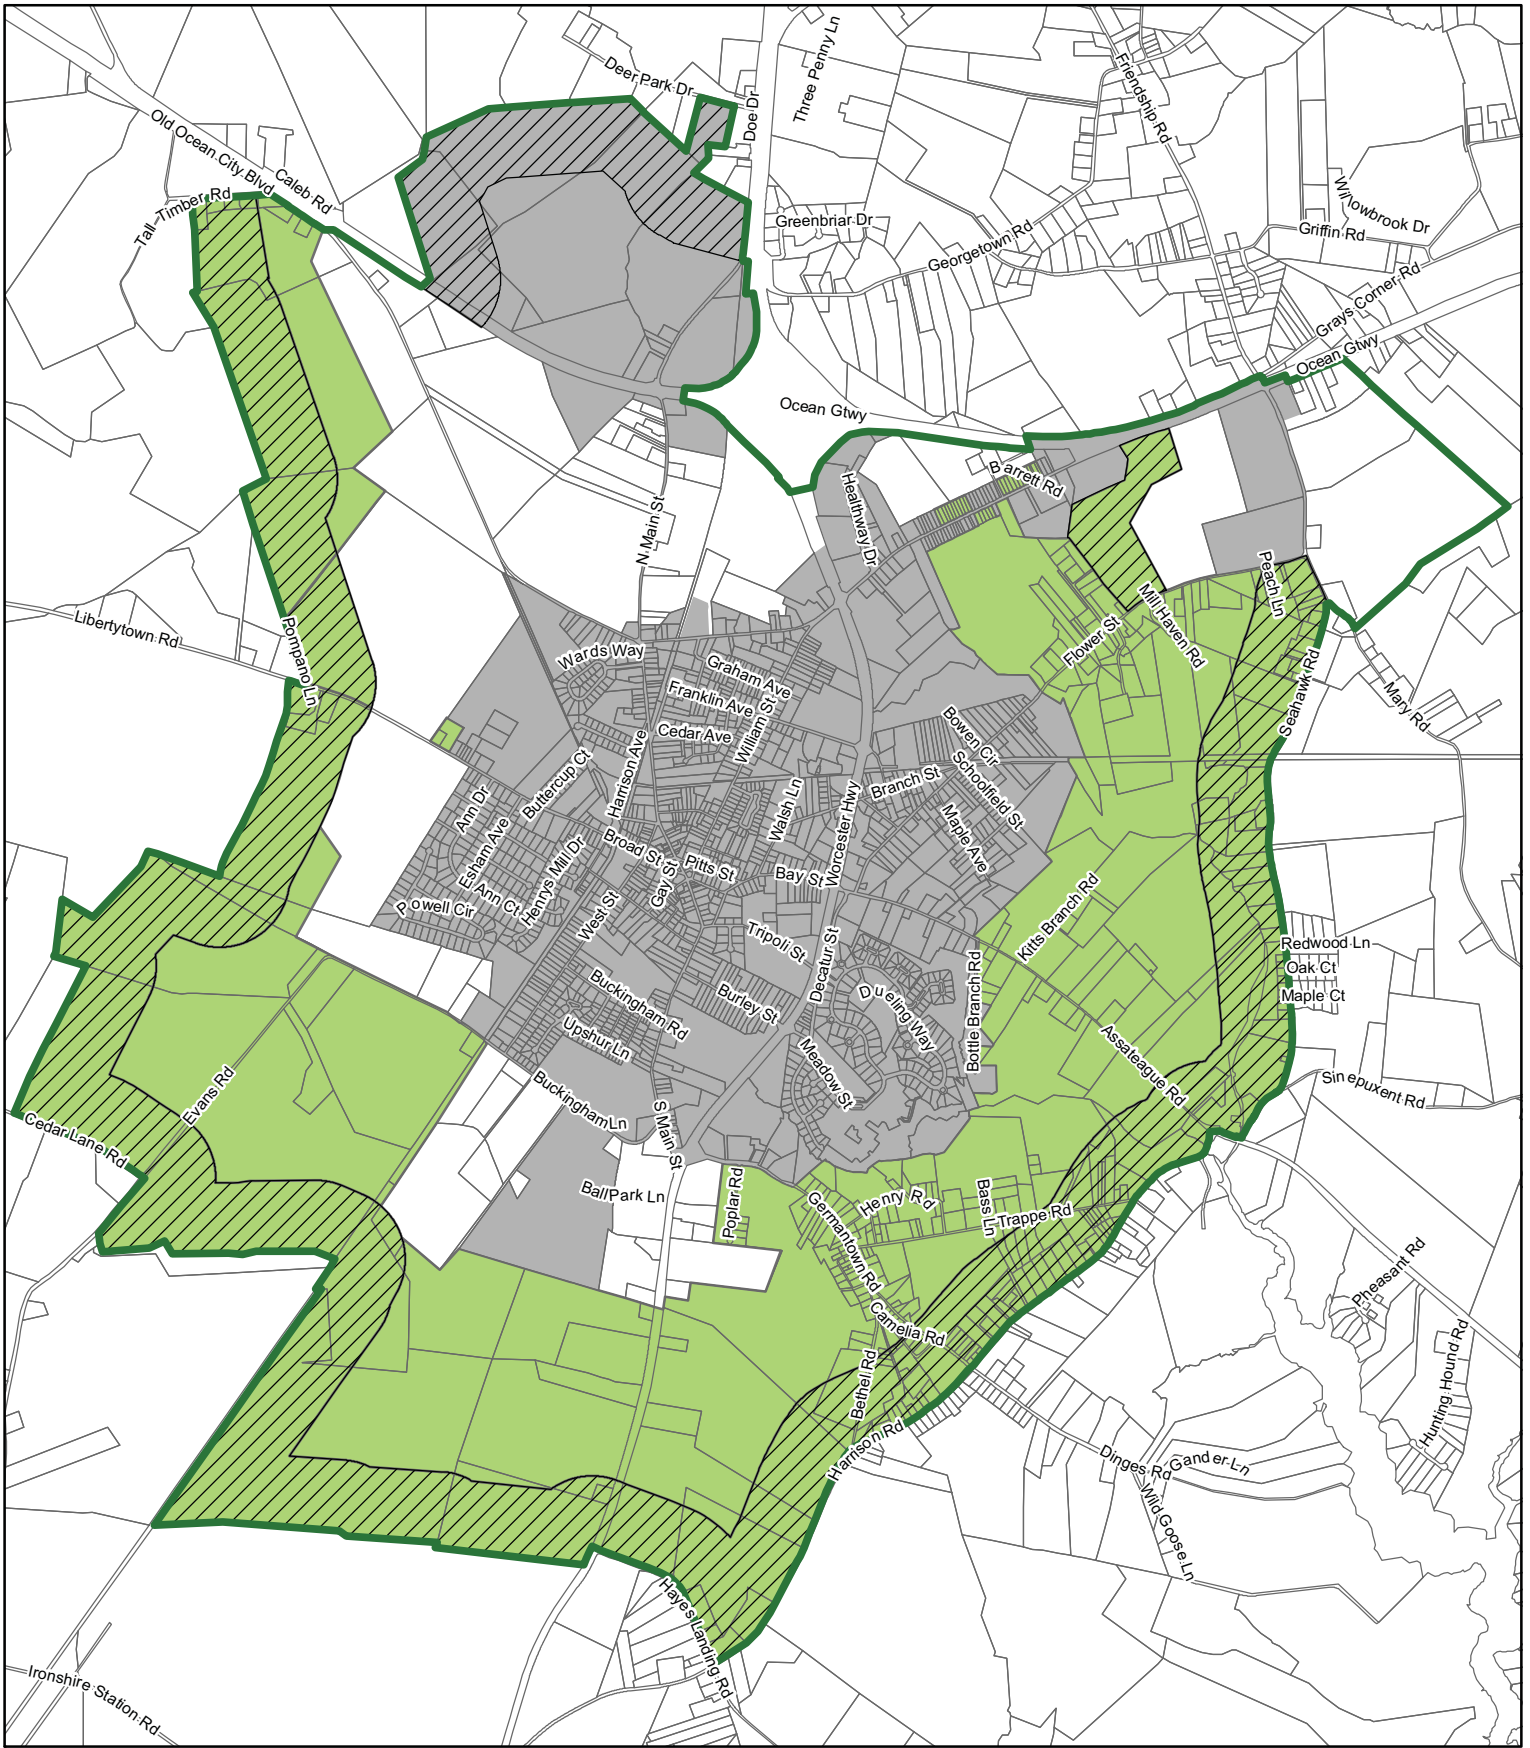 Deer Park Dr
Doe Dr
Three Penny Ln
Friendship Rd
Old Ocean City Blvd
Caleb Rd
Tall Timber Rd
Greenbriar Dr
Georgetown Rd
Willowbrook Dr
Griffin Rd
Grays Corner Rd
Ocean Gtwy
Ocean Gtwy
Barrett Rd
Healthway Dr
N Main St
Libertytown Rd
Pompano Ln
Peach Ln
Mill Haven Rd
Flower St
Seahawk Rd
Mary Rd
Wards Way
Graham Ave
Franklin Ave
William St
Cedar Ave
Harrison Ave
Buttercup Ct
Bowen Cir
Schoolfield St
Branch St
Walsh Ln
Worcester Hwy
Maple Ave
Ann Dr
Esham Ave
Broad St
Pitts St
Gay St
Bay St
Henrys Mill Dr
Ann Ct
Powell Cir
West St
Kitts Branch Rd
Tripoli St
Decatur St
Redwood Ln
Oak Ct
Maple Ct
Buckingham Rd
Burley St
Dueling Way
Bottle Branch Rd
Upshur Ln
Meadow St
Assateague Rd
Sinepuxent Rd
Evans Rd
Cedar Lane Rd
Buckingham Ln
S Main St
Ball Park Ln
Poplar Rd
Henry Rd
Bass Ln
Trappe Rd
Germantown Rd
Camelia Rd
Bethel Rd
Harrison Rd
Pheasant Rd
Hunting Hound Rd
Dinges Rd
Gander Ln
Wild Goose Ln
Hayes Landing Rd
Ironshire Station Rd